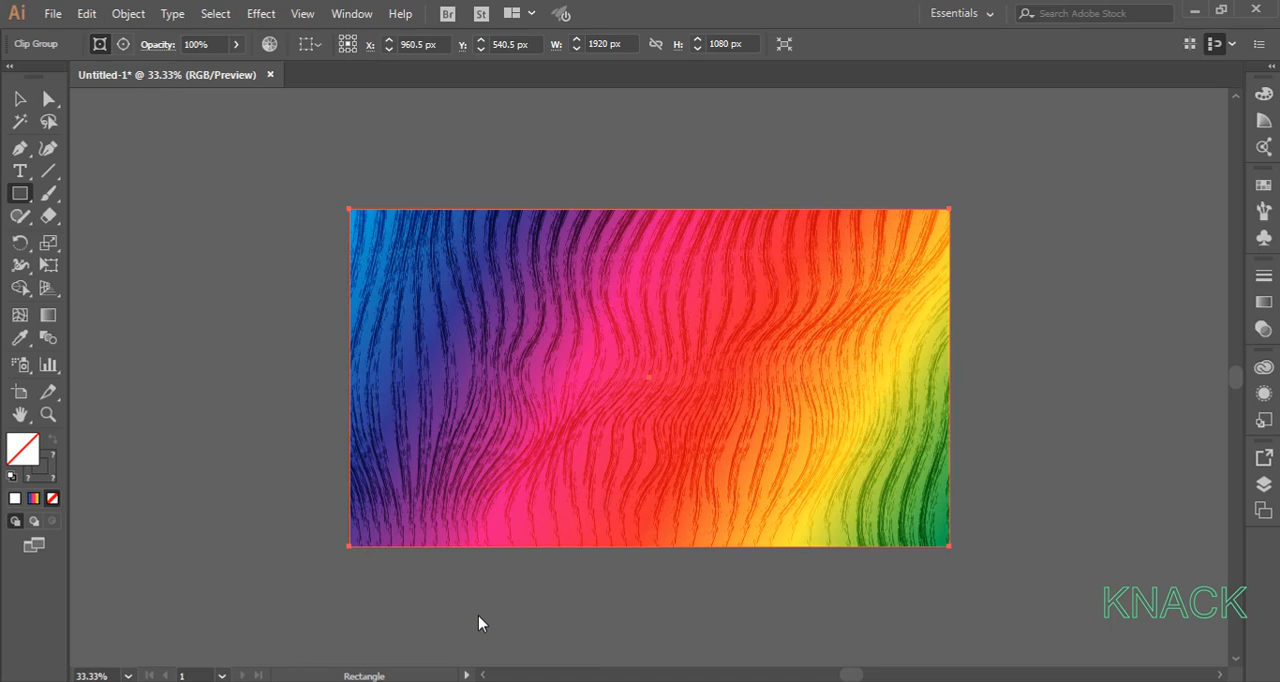 Ai File Edit Object Type Select Effect View Window Help Br St Essentials Search Adobe Stock
Clip Group Opacity: 100% X: 960.5 px Y: 540.5 px W: 1920 px H: 1080 px
Untitled-1* @ 33.33% (RGB/Preview)
T
? ? ?
KNACK
33.33% 1 Rectangle